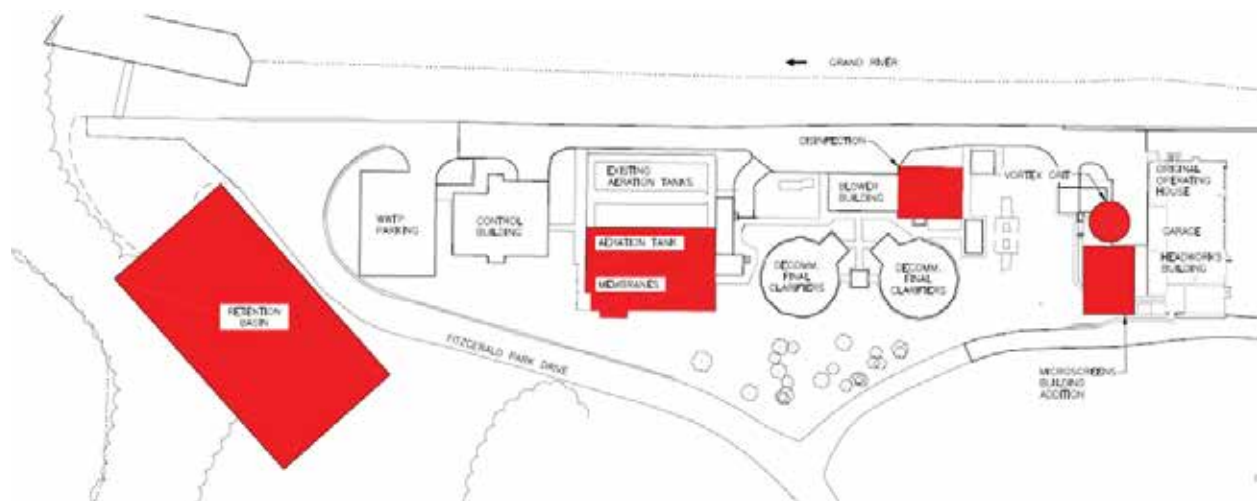 GRAND RIVER
DISINFECTION
EXISTING
AERATION TANKS
BLOWER
BUILDING
VORTEX GRIT
ORIGINAL
OPERATING
HOUSE
WWTP
PARKING
CONTROL
BUILDING
AERATION TANK
MEMBRANES
DECOMM.
FINAL
CLARIFIERS
DECOMM.
FINAL
CLARIFIERS
GARAGE
HEADWORKS
BUILDING
RETENTION
BASIN
FITZGERALD PARK DRIVE
MICROSCREENS
BUILDING
ADDITION